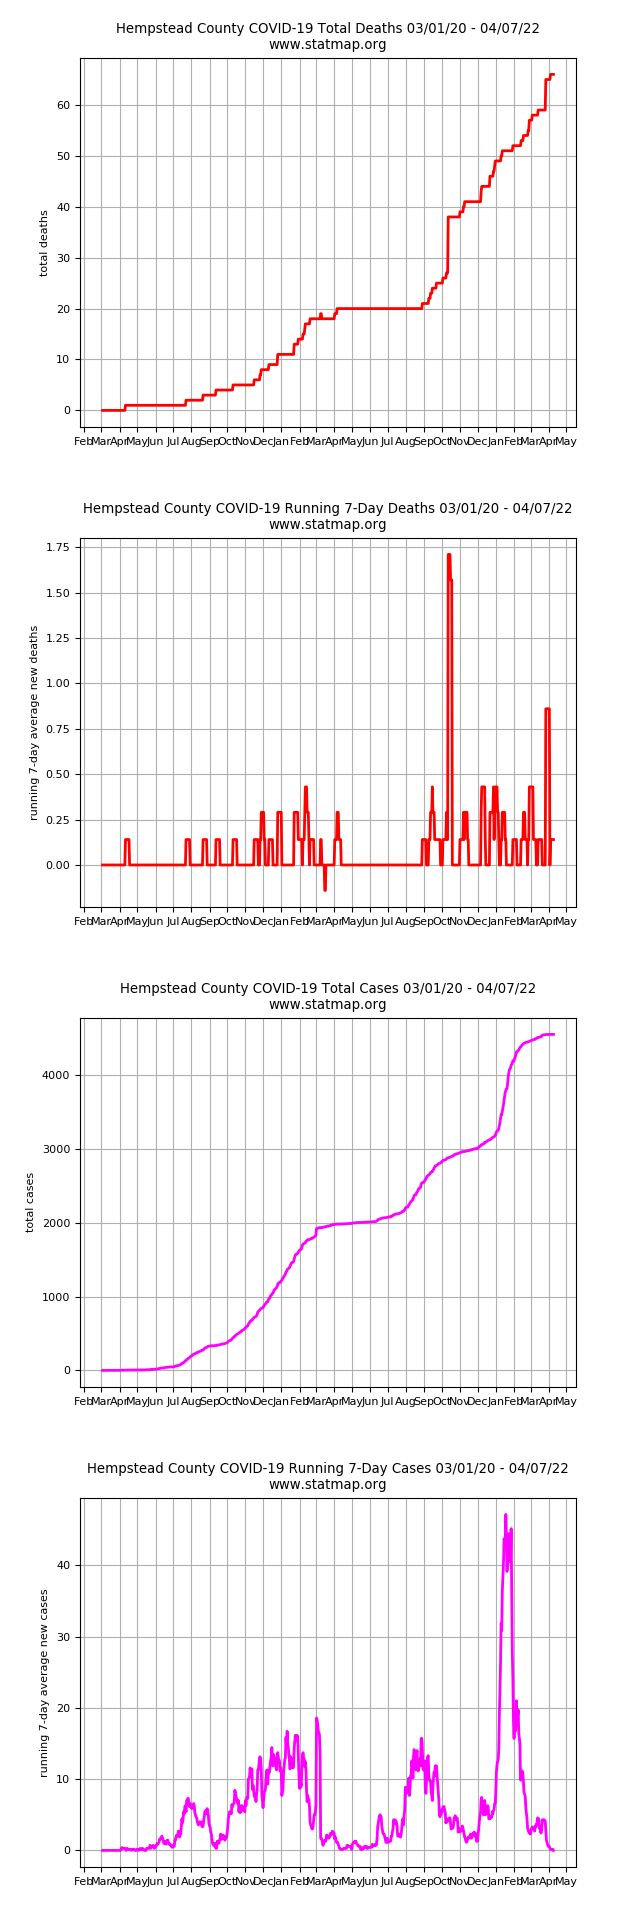 Hempstead County COVID-19 Total Deaths 03/01/20 - 04/07/22
www.statmap.org
total deaths
60
50
40
30
20
10
0
Feb Mar Apr May Jun Jul Aug Sep Oct Nov Dec Jan Feb Mar Apr May Jun Jul Aug Sep Oct Nov Dec Jan Feb Mar Apr May
Hempstead County COVID-19 Running 7-Day Deaths 03/01/20 - 04/07/22
www.statmap.org
running 7-day average new deaths
1.75
1.50
1.25
1.00
0.75
0.50
0.25
0.00
Feb Mar Apr May Jun Jul Aug Sep Oct Nov Dec Jan Feb Mar Apr May Jun Jul Aug Sep Oct Nov Dec Jan Feb Mar Apr May
Hempstead County COVID-19 Total Cases 03/01/20 - 04/07/22
www.statmap.org
total cases
4000
3000
2000
1000
0
Feb Mar Apr May Jun Jul Aug Sep Oct Nov Dec Jan Feb Mar Apr May Jun Jul Aug Sep Oct Nov Dec Jan Feb Mar Apr May
Hempstead County COVID-19 Running 7-Day Cases 03/01/20 - 04/07/22
www.statmap.org
running 7-day average new cases
40
30
20
10
0
Feb Mar Apr May Jun Jul Aug Sep Oct Nov Dec Jan Feb Mar Apr May Jun Jul Aug Sep Oct Nov Dec Jan Feb Mar Apr May